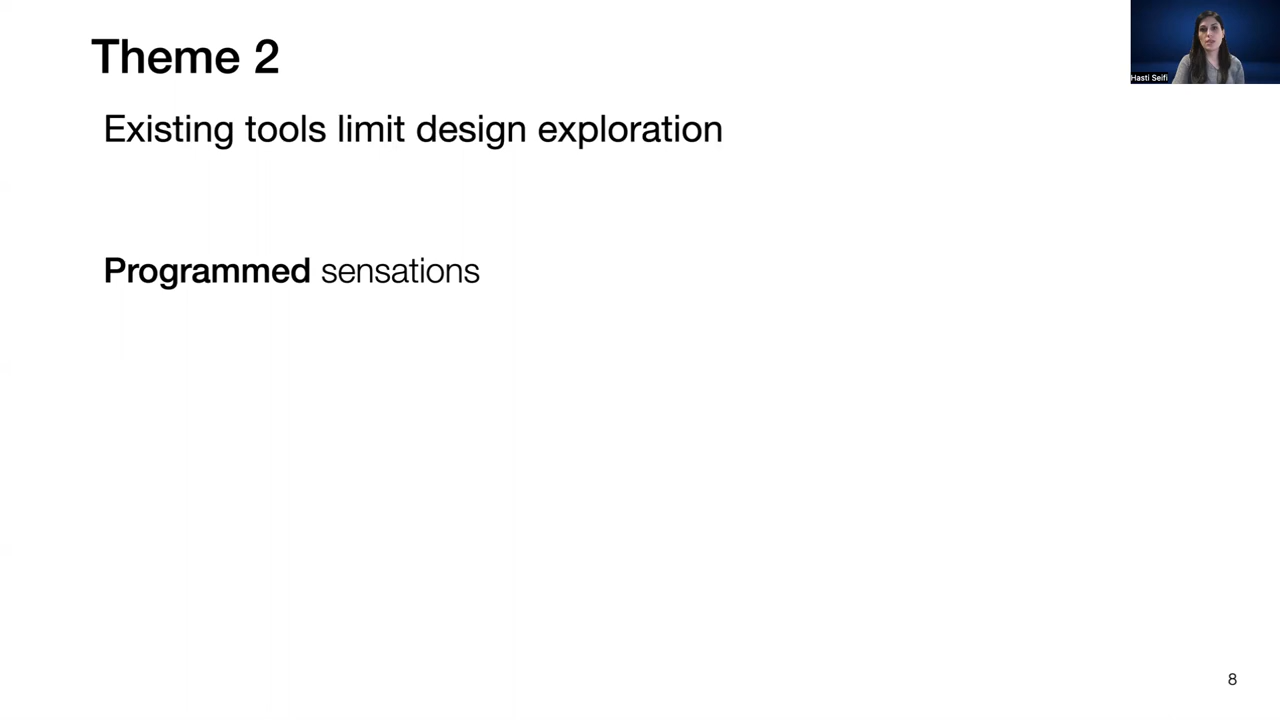 Theme 2
Hasti Seifi
Existing tools limit design exploration
Programmed sensations
8